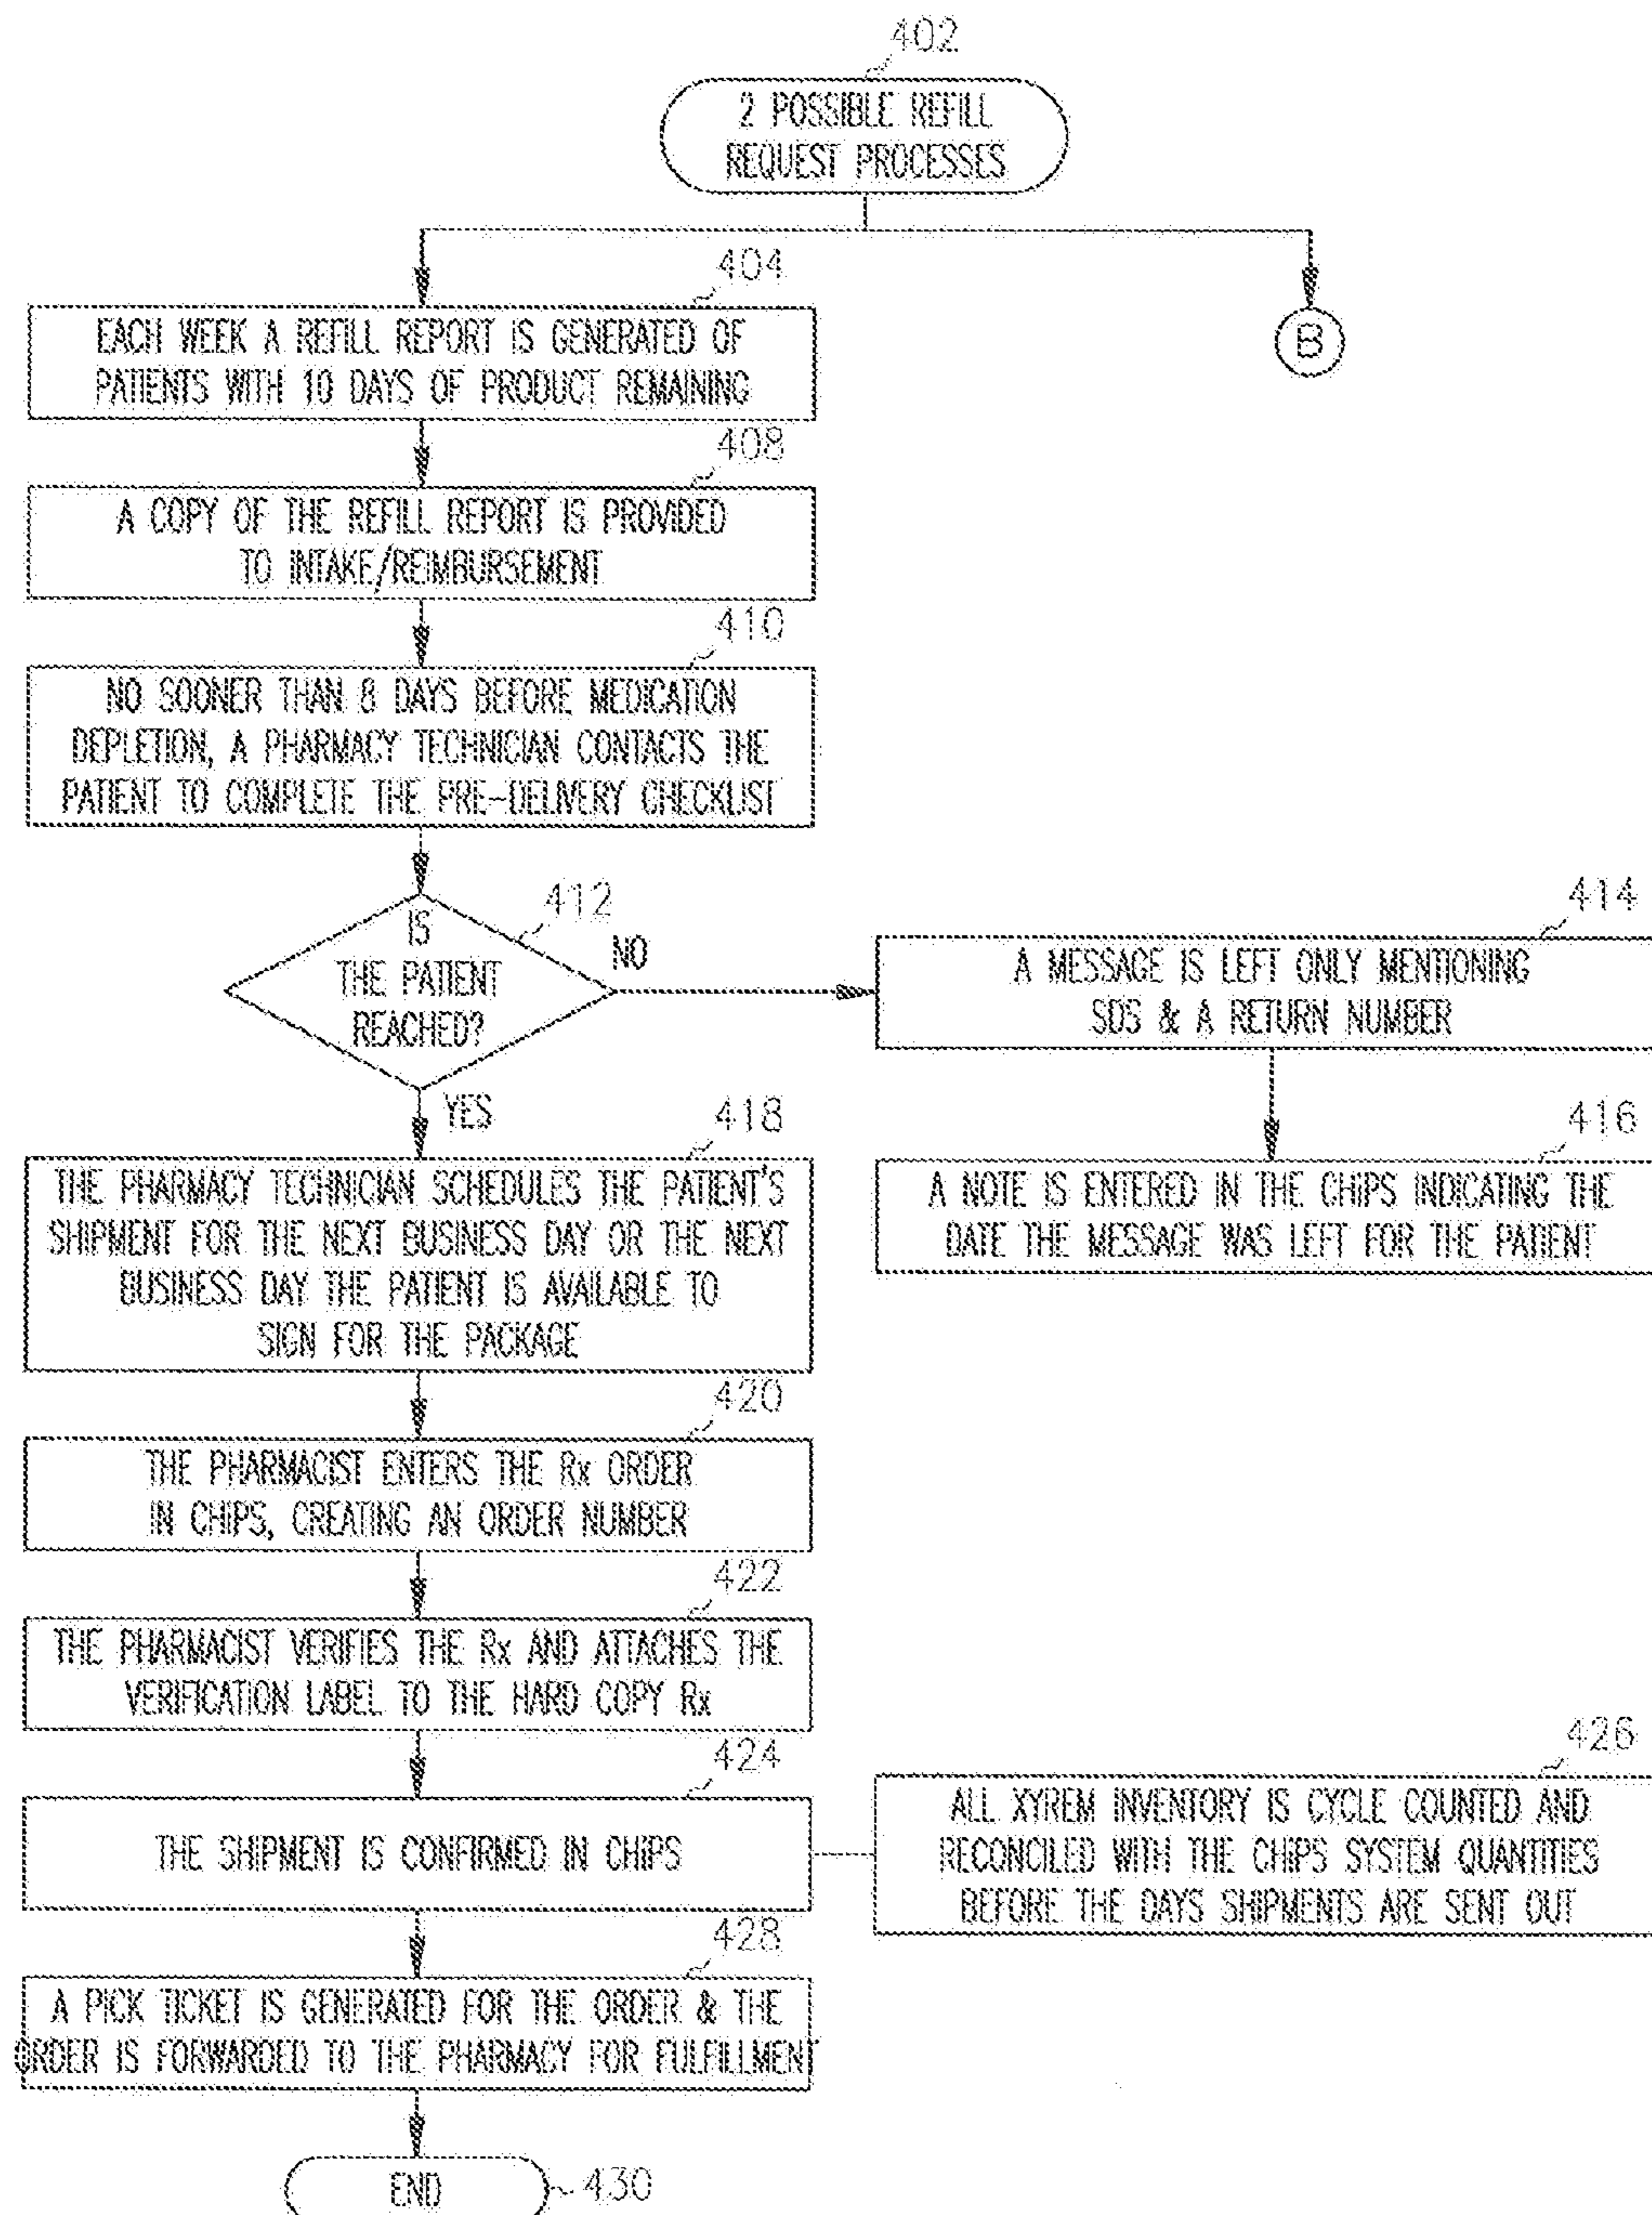 402
2 POSSIBLE REFILL
REQUEST PROCESSES
404
EACH WEEK A REFILL REPORT IS GENERATED OF
PATIENTS WITH 10 DAYS OF PRODUCT REMAINING
B
408
A COPY OF THE REFILL REPORT IS PROVIDED
TO INTAKE/REIMBURSEMENT
410
NO SOONER THAN 8 DAYS BEFORE MEDICATION
DEPLETION, A PHARMACY TECHNICIAN CONTACTS THE
PATIENT TO COMPLETE THE PRE-DELIVERY CHECKLIST
412
IS
THE PATIENT
REACHED?
NO
414
A MESSAGE IS LEFT ONLY MENTIONING
SDS & A RETURN NUMBER
416
A NOTE IS ENTERED IN THE CHIPS INDICATING THE
DATE THE MESSAGE WAS LEFT FOR THE PATIENT
YES
418
THE PHARMACY TECHNICIAN SCHEDULES THE PATIENT'S
SHIPMENT FOR THE NEXT BUSINESS DAY OR THE NEXT
BUSINESS DAY THE PATIENT IS AVAILABLE TO
SIGN FOR THE PACKAGE
420
THE PHARMACIST ENTERS THE Rx ORDER
IN CHIPS, CREATING AN ORDER NUMBER
422
THE PHARMACIST VERIFIES THE Rx AND ATTACHES THE
VERIFICATION LABEL TO THE HARD COPY Rx
424
THE SHIPMENT IS CONFIRMED IN CHIPS
426
ALL XYREM INVENTORY IS CYCLE COUNTED AND
RECONCILED WITH THE CHIPS SYSTEM QUANTITIES
BEFORE THE DAYS SHIPMENTS ARE SENT OUT
428
A PICK TICKET IS GENERATED FOR THE ORDER & THE
ORDER IS FORWARDED TO THE PHARMACY FOR FULFILLMENT
END
430